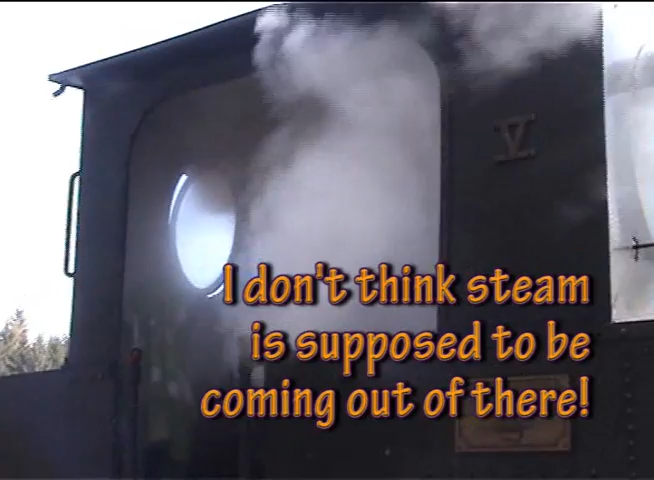 V
I don't think steam
is supposed to be
coming out of there!